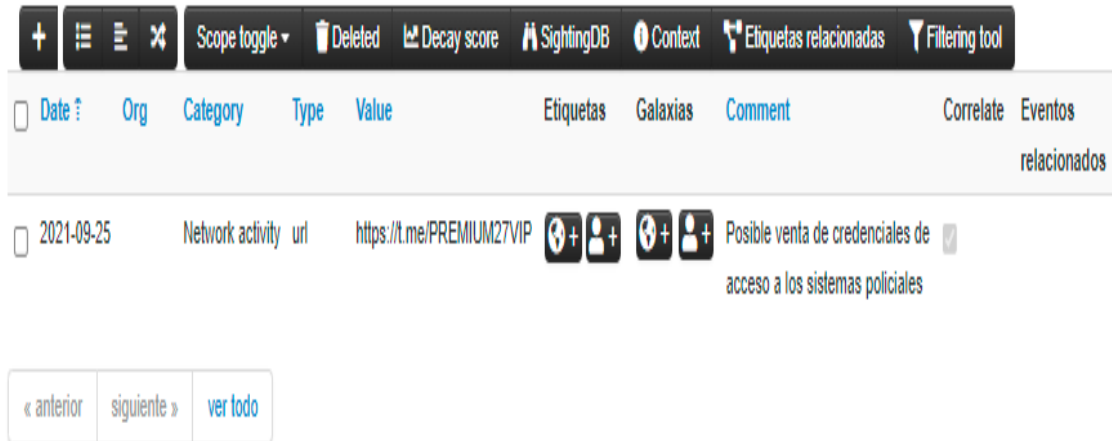 + Scope toggle Deleted Decay score SightingDB Context Etiquetas relacionadas Filtering tool
Date Org Category Type Value Etiquetas Galaxias Comment Correlate Eventos
relacionados
2021-09-25 Network activity url https://t.me/PREMIUM27VIP + + + + Posible venta de credenciales de
acceso a los sistemas policiales
« anterior siguiente » ver todo